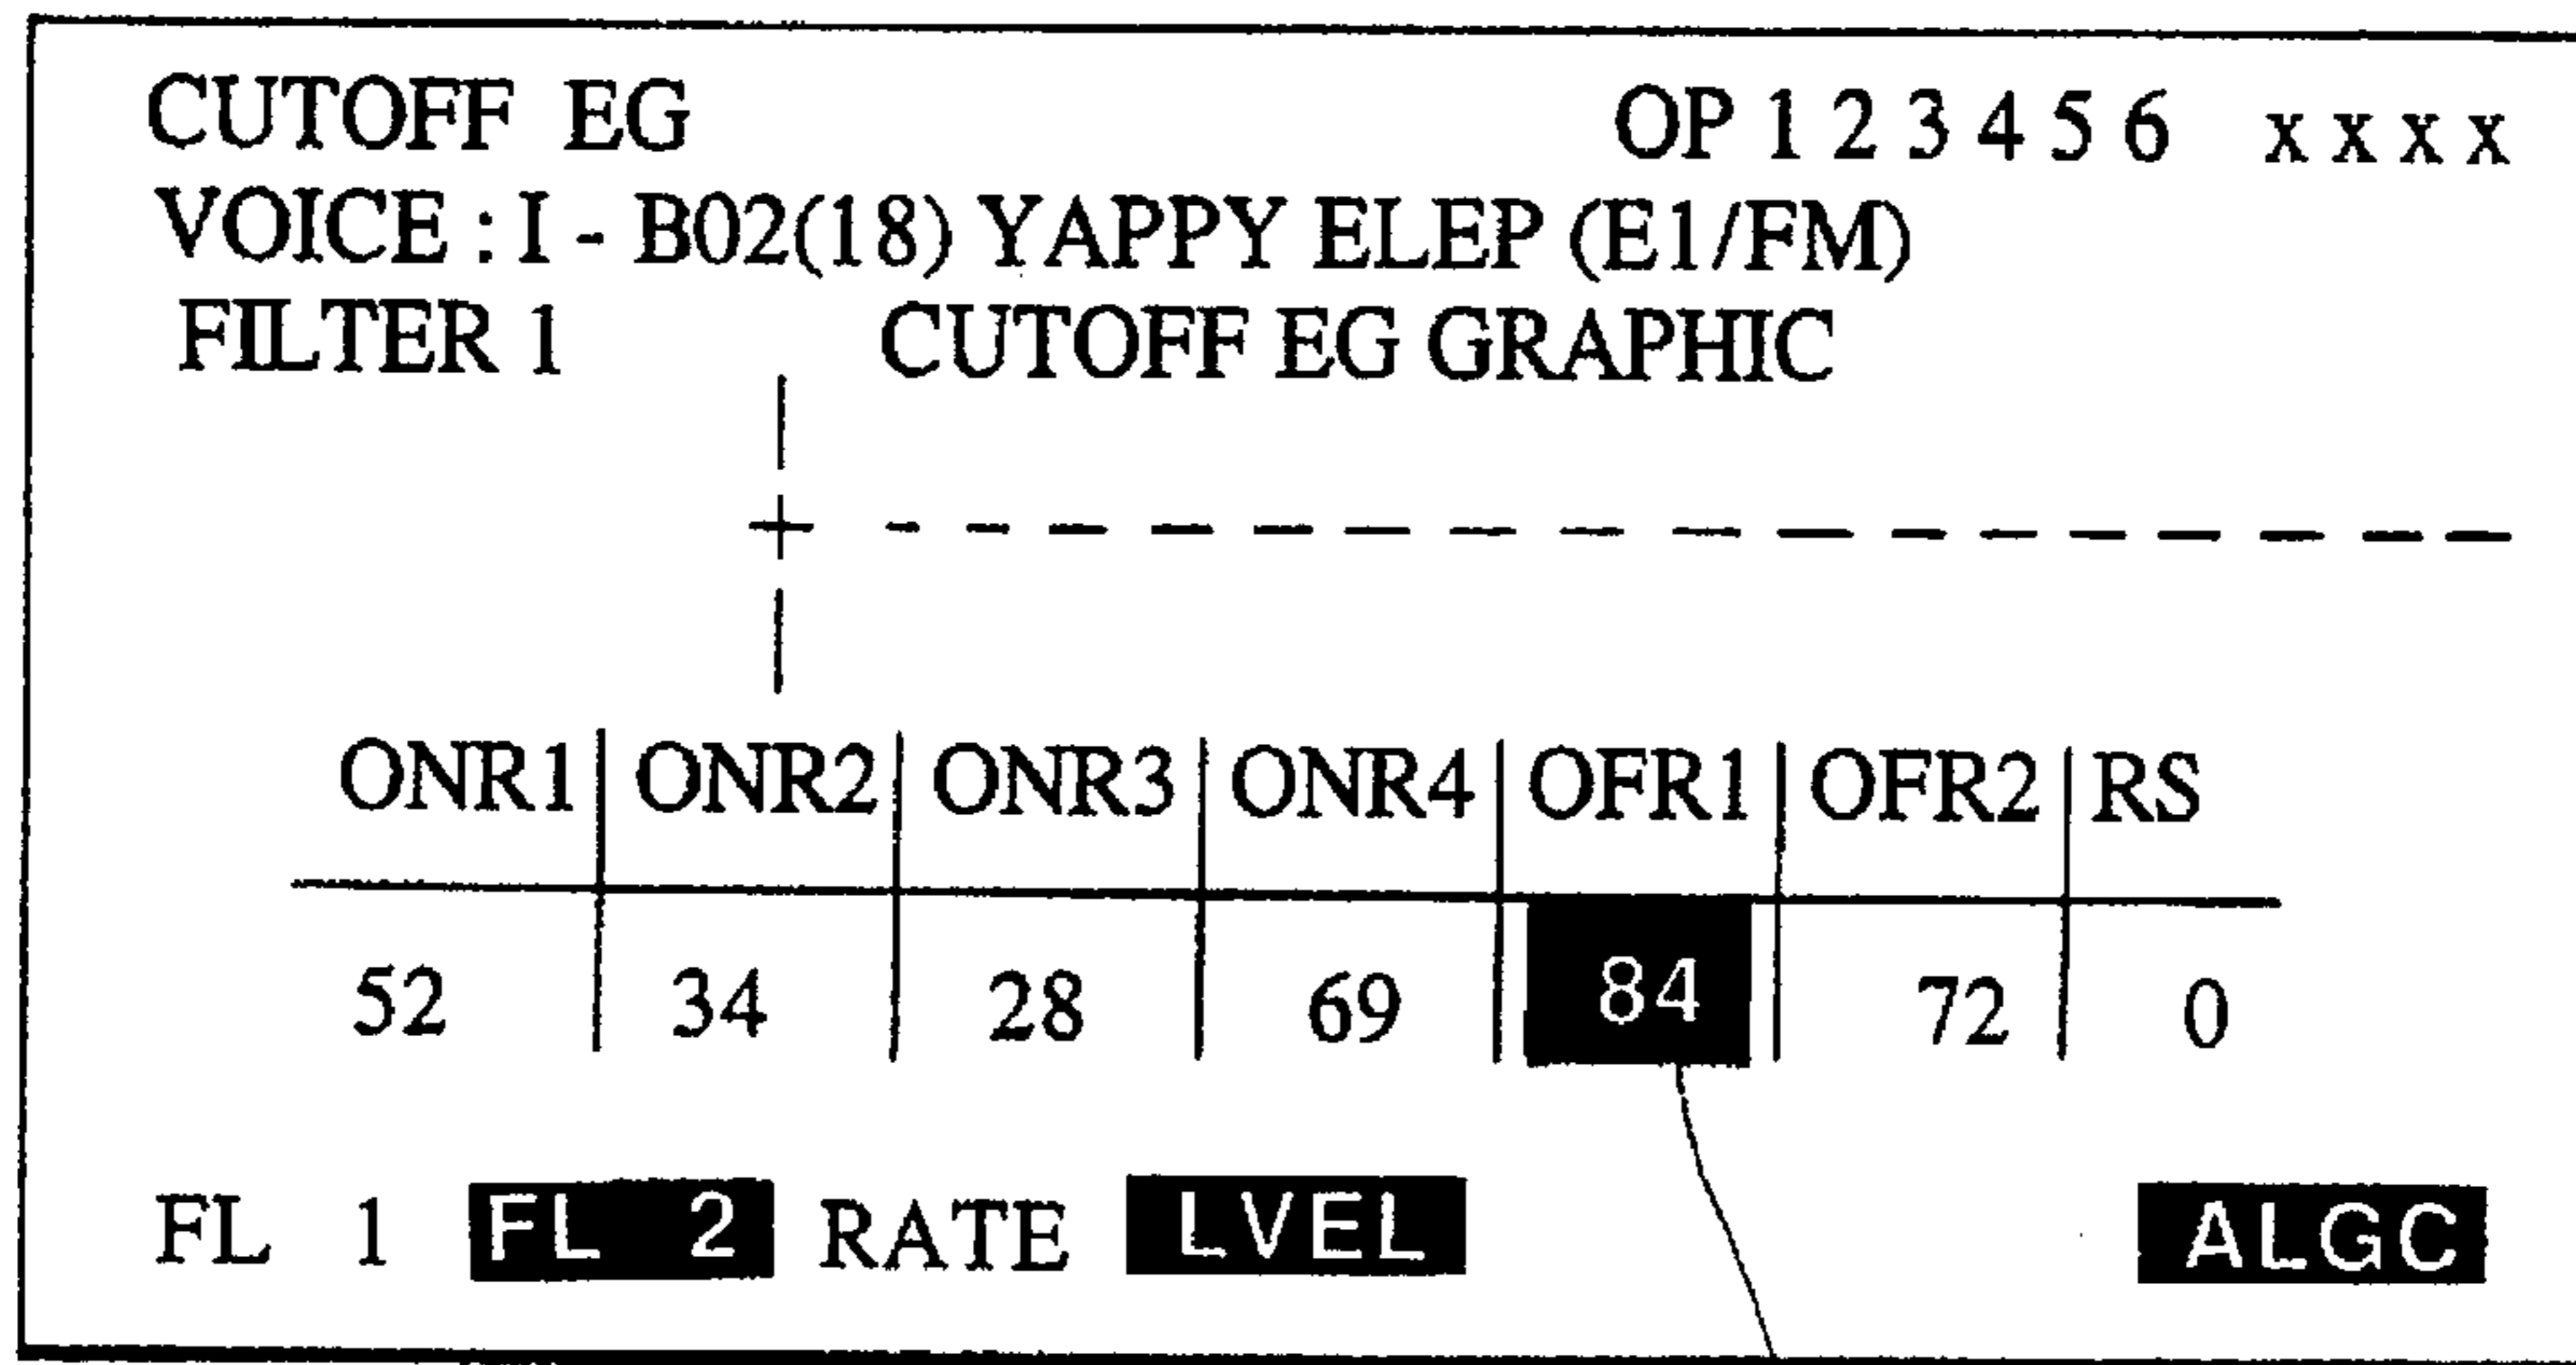 CUTOFF EG OP 1 2 3 4 5 6 x x x x
VOICE : I - B02(18) YAPPY ELEP (E1/FM)
FILTER 1 CUTOFF EG GRAPHIC
ONR1 ONR2 ONR3 ONR4 OFR1 OFR2 RS
52 34 28 69 84 72 0
FL 1 FL 2 RATE LVEL ALGC